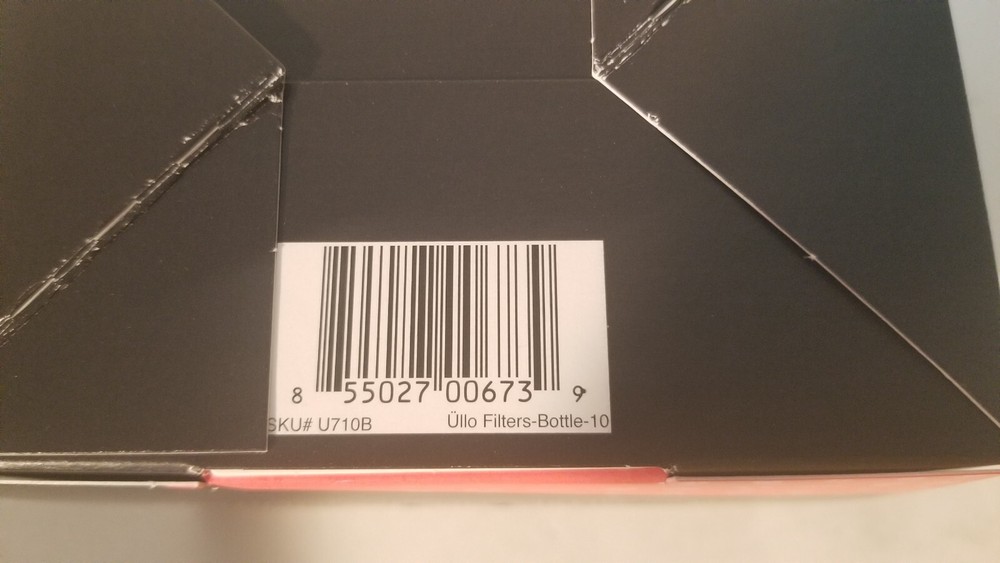 8 55027 00673 9
SKU# U710B Üllo Filters-Bottle-10